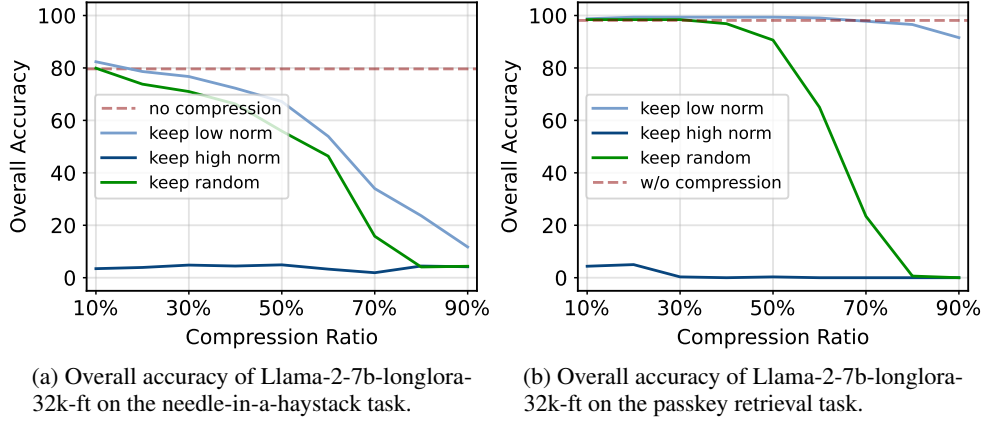 100
80
60
40
20
0
Overall Accuracy
no compression
keep low norm
keep high norm
keep random
10%
30%
50%
70%
90%
Compression Ratio
(a) Overall accuracy of Llama-2-7b-longlora-
32k-ft on the needle-in-a-haystack task.
100
80
60
40
20
0
Overall Accuracy
keep low norm
keep high norm
keep random
w/o compression
10%
30%
50%
70%
90%
Compression Ratio
(b) Overall accuracy of Llama-2-7b-longlora-
32k-ft on the passkey retrieval task.